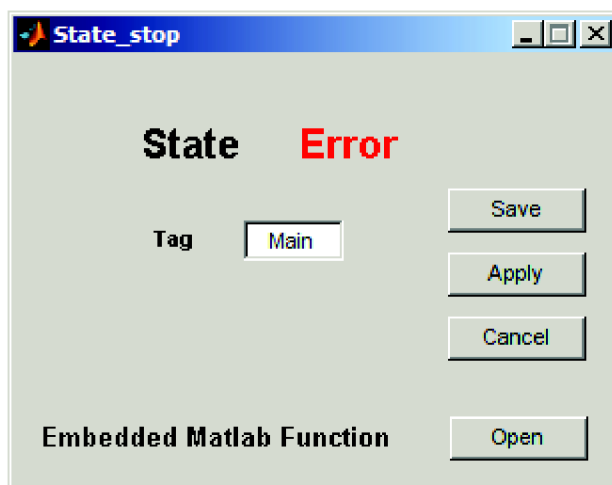 State_stop
State Error
Save
Tag Main
Apply
Cancel
Embedded Matlab Function Open